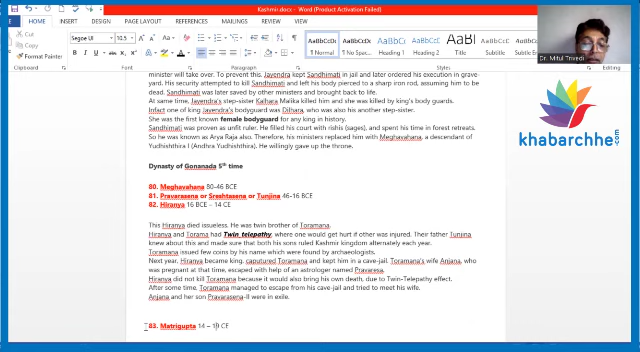 Kashmir.docx - Word (Product Activation Failed)
HOME INSERT DESIGN PAGE LAYOUT REFERENCES MAILINGS REVIEW VIEW
Cut
Copy
Format Painter
Clipboard
Segoe UI 10.5
Font
Paragraph
AaBbCcI AaBbCcI AaBbCc AaBbCcI AaBl AaBbCcI
¶ Normal ¶ No Spac... Heading 1 Heading 2 Title Subtitle
Styles
minister will take over. To prevent this, Jayendra kept Sandhimati in Jail and later ordered his execution in grave
yard. His security attempted to kill Sandhimati and left his body pierced to a sharp iron rod, assuming him to be
dead. Sandhimati was later saved by other ministers and brought back to life.
At same time, Jayendra's step-sister Kalhara Malika killed him and she was killed by king's body guards.
Infact one of king Jayendra's bodyguard was Dilhara, who was also his another step-sister.
She was the first known female bodyguard for any king in history.
Sandhimati was proven as unfit ruler. He filled his court with rishis (sages), and spent his time in forest retreats.
So he was known as Arya Raja also. Therefore, his ministers replaced him with Meghavahana, a descendant of
Yudhishthira I (Andhra Yudhishthira). He willingly gave up the throne.
Dynasty of Gonanada 5th time
80. Meghavahana 80–46 BCE
81. Pravarasena or Sreshtasena or Tunjina 46–16 BCE
82. Hiranya 16 BCE – 14 CE
This Hiranya died issueless. He was twin brother of Toramana.
Hiranya and Torama had Twin telepathy, where one would get hurt if other was injured. Their father Tunjina
knew about this and made sure that both his sons ruled Kashmir kingdom alternately each year.
Toramana issued few coins by his name which were found by archaeologists.
Next year, Hiranya became king, caputured Toramana and kept him in a cave-jail. Toramana's wife Anjana, who
was pregnant at that time, escaped with help of an astrologer named Pravaresa.
Hiranya did not kill Toramana because it would also bring his own death, due to Twin-Telepathy effect.
After some time, Toramana managed to escape from his cave-jail and tried to meet his wife.
Anjana and her son Pravarasena-II were in exile.
83. Matrigupta 14 – 19 CE
Dr. Mitul Trivedi
khabarchhe.com